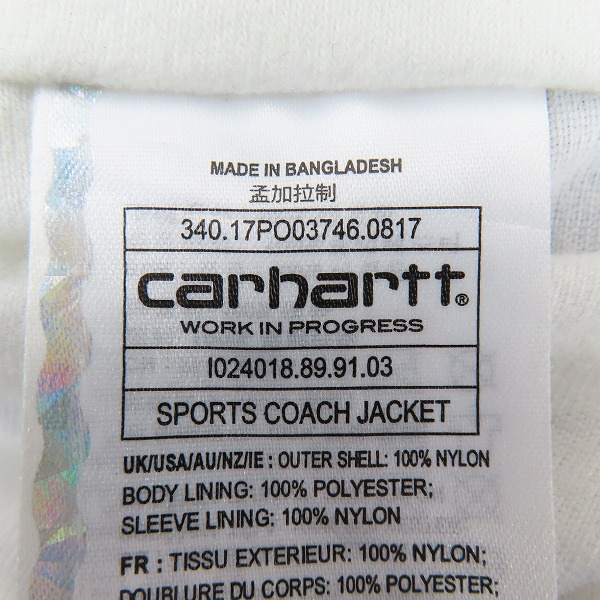 MADE IN BANGLADESH
孟加拉制
340.17PO03746.0817
carhartt®
WORK IN PROGRESS
I024018.89.91.03
SPORTS COACH JACKET
UK/USA/AU/NZ/IE : OUTER SHELL: 100% NYLON
BODY LINING: 100% POLYESTER;
SLEEVE LINING: 100% NYLON
FR : TISSU EXTERIEUR: 100% NYLON;
DOUBLURE DU CORPS: 100% POLYESTER;